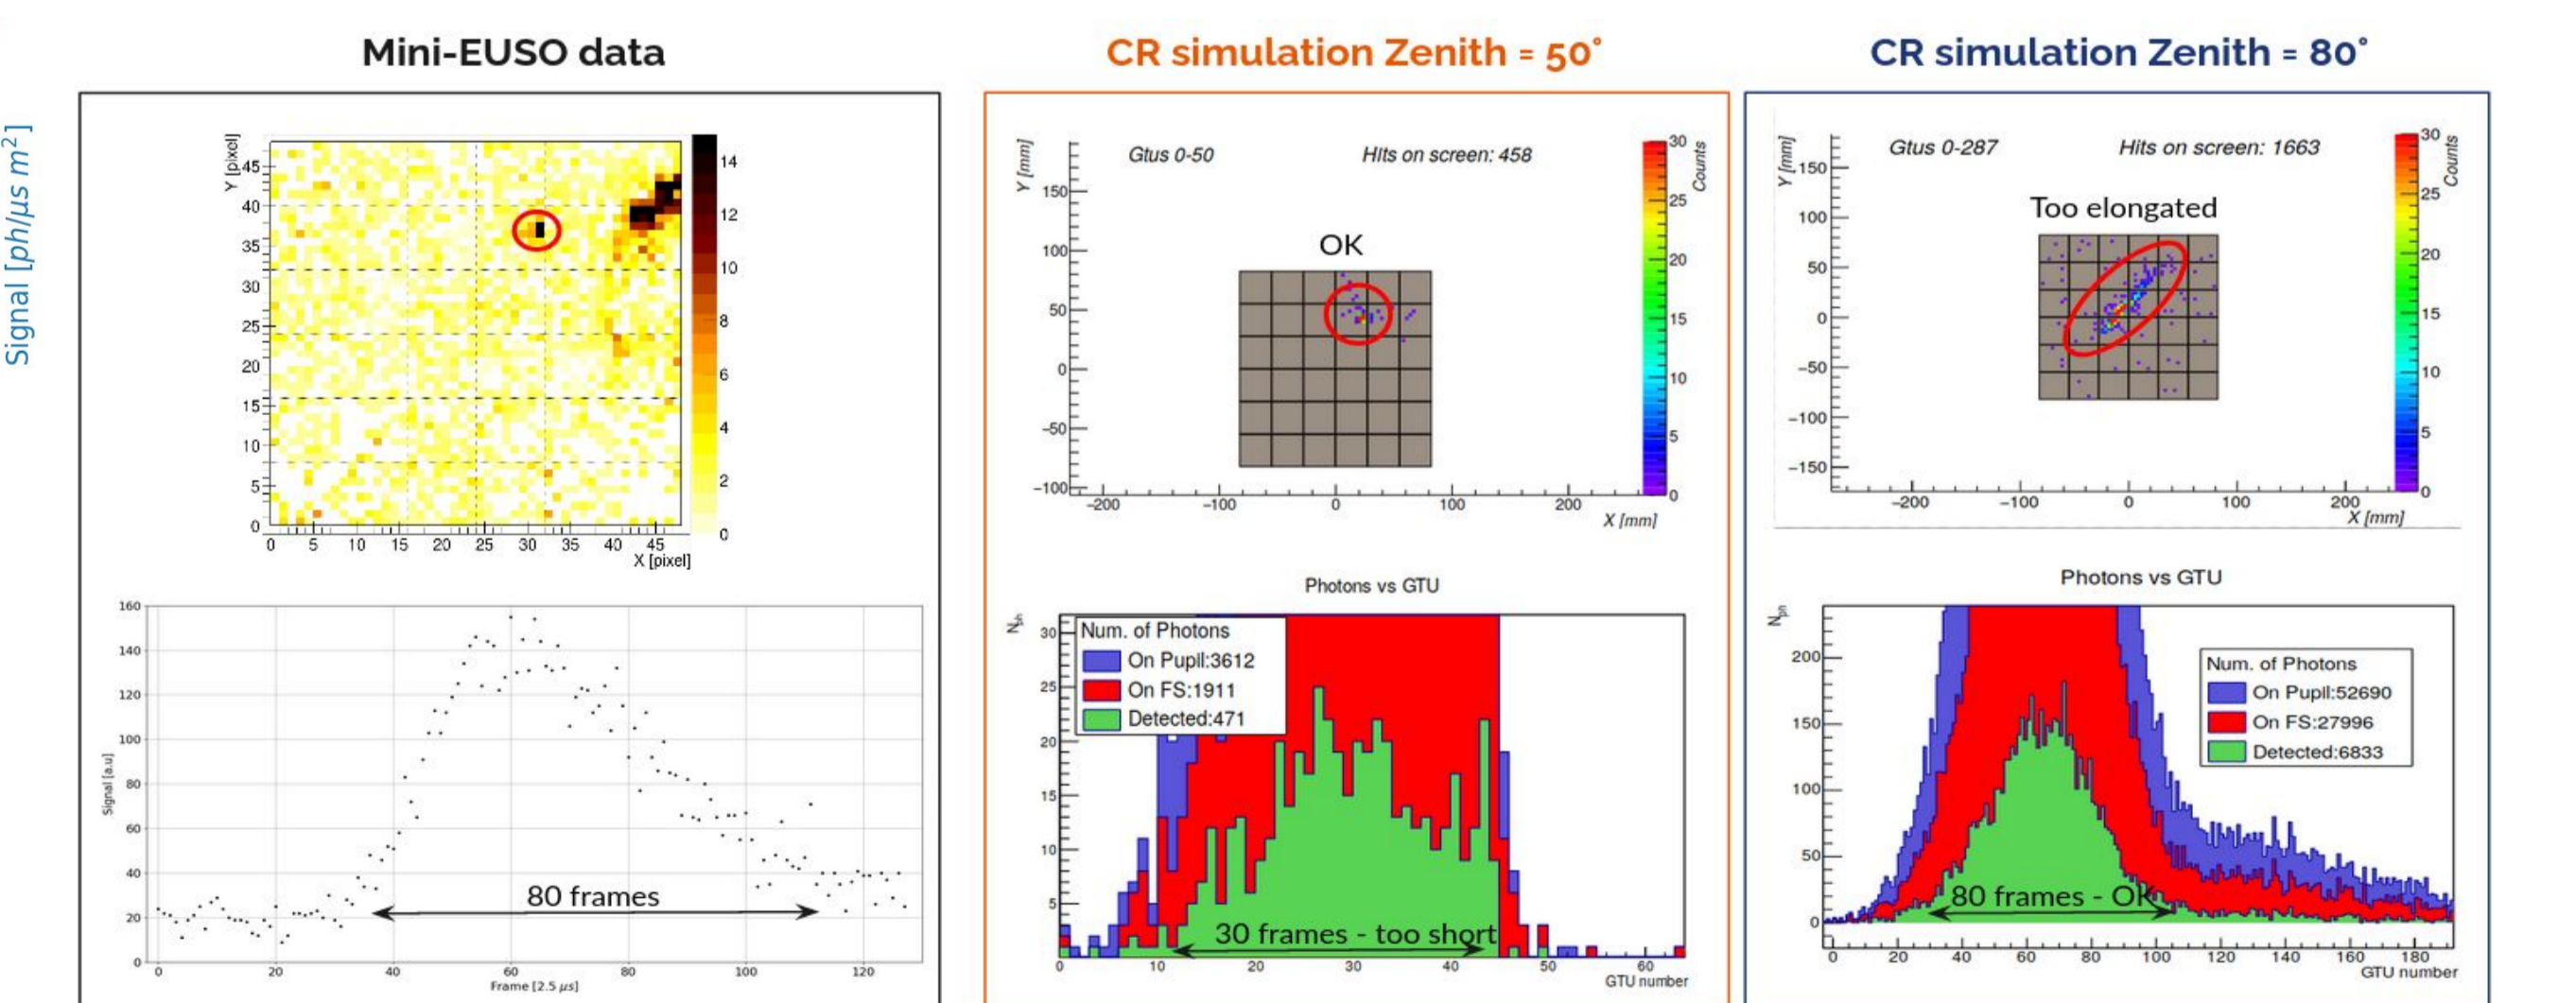 Mini-EUSO data
CR simulation Zenith = 50°
CR simulation Zenith = 80°
Signal [ph/μs m²]
Y [pixel]
45
40
35
30
25
20
15
10
5
0
0 5 10 15 20 25 30 35 40 45
X [pixel]
14
12
10
8
6
4
2
0
160
140
120
100
80
60
40
20
0
Signal [a.u]
80 frames
0 20 40 60 80 100 120
Frame [2.5 μs]
Y [mm]
Gtus 0-50
Hits on screen: 458
OK
150
100
50
0
−50
−100
−200 −100 0 100 200
X [mm]
30
25
20
15
10
5
0
Counts
Photons vs GTU
Nph
30
25
20
15
10
5
Num. of Photons
On Pupil:3612
On FS:1911
Detected:471
30 frames - too short
0 10 20 30 40 50 60
GTU number
Y [mm]
Gtus 0-287
Hits on screen: 1663
Too elongated
150
100
50
0
−50
−100
−150
−200 −100 0 100 200
X [mm]
30
25
20
15
10
5
0
Counts
Photons vs GTU
Nph
200
150
100
50
0
Num. of Photons
On Pupil:52690
On FS:27996
Detected:6833
80 frames - OK
0 20 40 60 80 100 120 140 160 180
GTU number